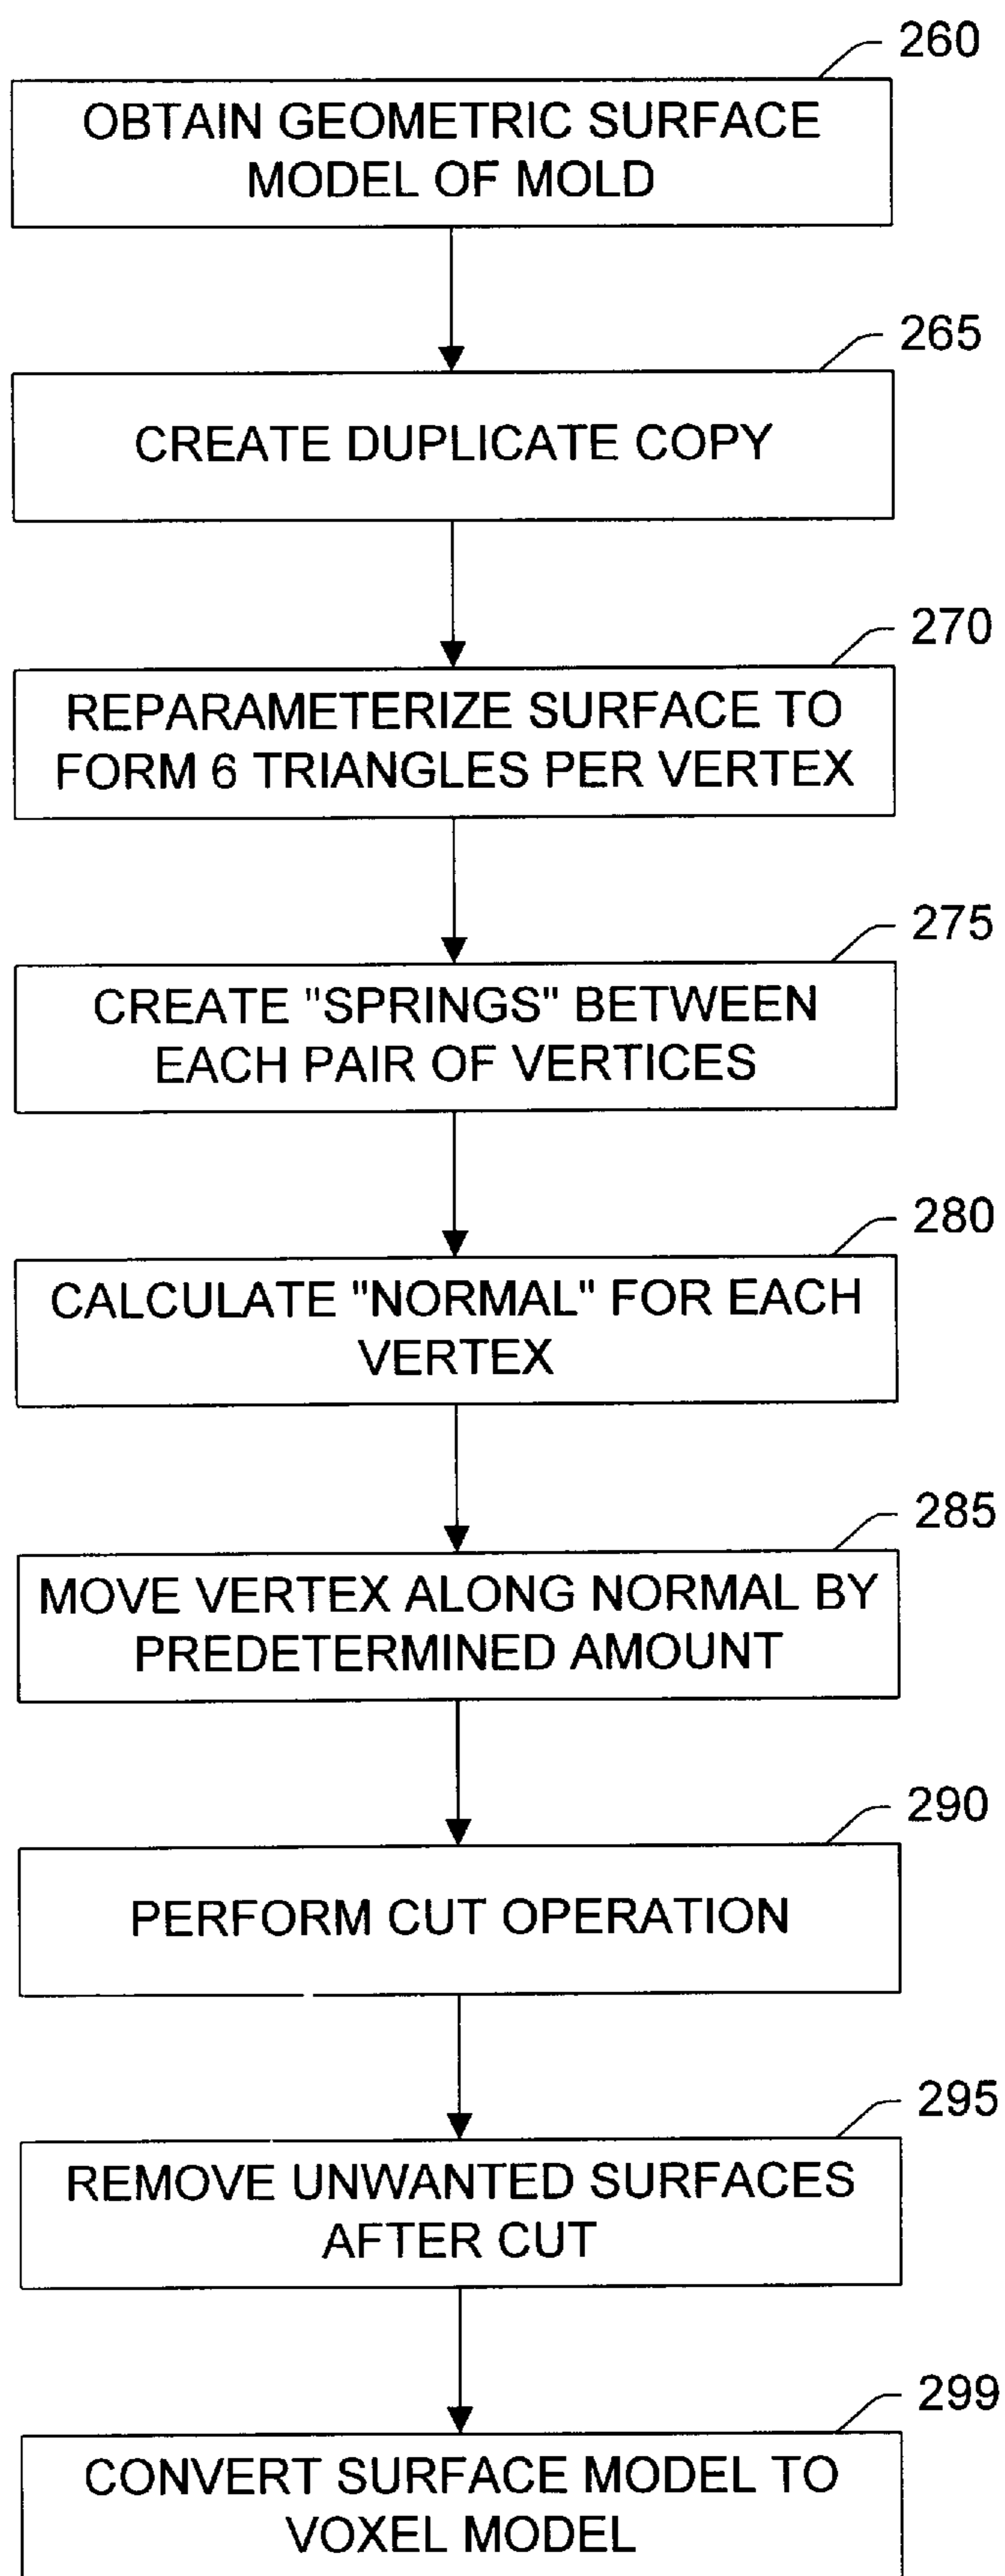 260
OBTAIN GEOMETRIC SURFACE
MODEL OF MOLD
265
CREATE DUPLICATE COPY
270
REPARAMETERIZE SURFACE TO
FORM 6 TRIANGLES PER VERTEX
275
CREATE "SPRINGS" BETWEEN
EACH PAIR OF VERTICES
280
CALCULATE "NORMAL" FOR EACH
VERTEX
285
MOVE VERTEX ALONG NORMAL BY
PREDETERMINED AMOUNT
290
PERFORM CUT OPERATION
295
REMOVE UNWANTED SURFACES
AFTER CUT
299
CONVERT SURFACE MODEL TO
VOXEL MODEL